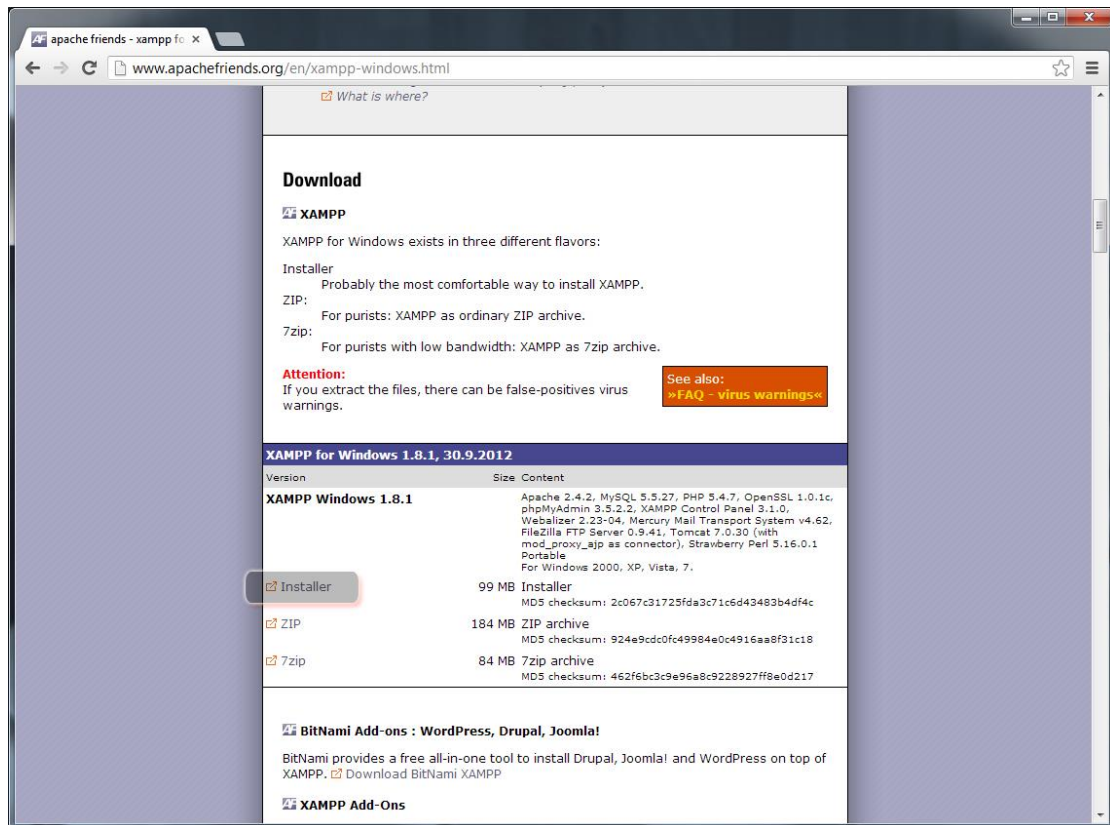 apache friends - xampp fo
www.apachefriends.org/en/xampp-windows.html
What is where?
Download
XAMPP
XAMPP for Windows exists in three different flavors:
Installer
Probably the most comfortable way to install XAMPP.
ZIP:
For purists: XAMPP as ordinary ZIP archive.
7zip:
For purists with low bandwidth: XAMPP as 7zip archive.
Attention:
If you extract the files, there can be false-positives virus
warnings.
See also:
»FAQ - virus warnings«
XAMPP for Windows 1.8.1, 30.9.2012
Version Size Content
XAMPP Windows 1.8.1 Apache 2.4.2, MySQL 5.5.27, PHP 5.4.7, OpenSSL 1.0.1c,
phpMyAdmin 3.5.2.2, XAMPP Control Panel 3.1.0,
Webalizer 2.23-04, Mercury Mail Transport System v4.62,
FileZilla FTP Server 0.9.41, Tomcat 7.0.30 (with
mod_proxy_ajp as connector), Strawberry Perl 5.16.0.1
Portable
For Windows 2000, XP, Vista, 7.
Installer 99 MB Installer
MD5 checksum: 2c067c31725fda3c71c6d43483b4df4c
ZIP 184 MB ZIP archive
MD5 checksum: 924e9cdc0fc49984e0c4916aa8f31c18
7zip 84 MB 7zip archive
MD5 checksum: 462f6bc3c9e96a8c9228927ff8e0d217
BitNami Add-ons : WordPress, Drupal, Joomla!
BitNami provides a free all-in-one tool to install Drupal, Joomla! and WordPress on top of
XAMPP. Download BitNami XAMPP
XAMPP Add-Ons